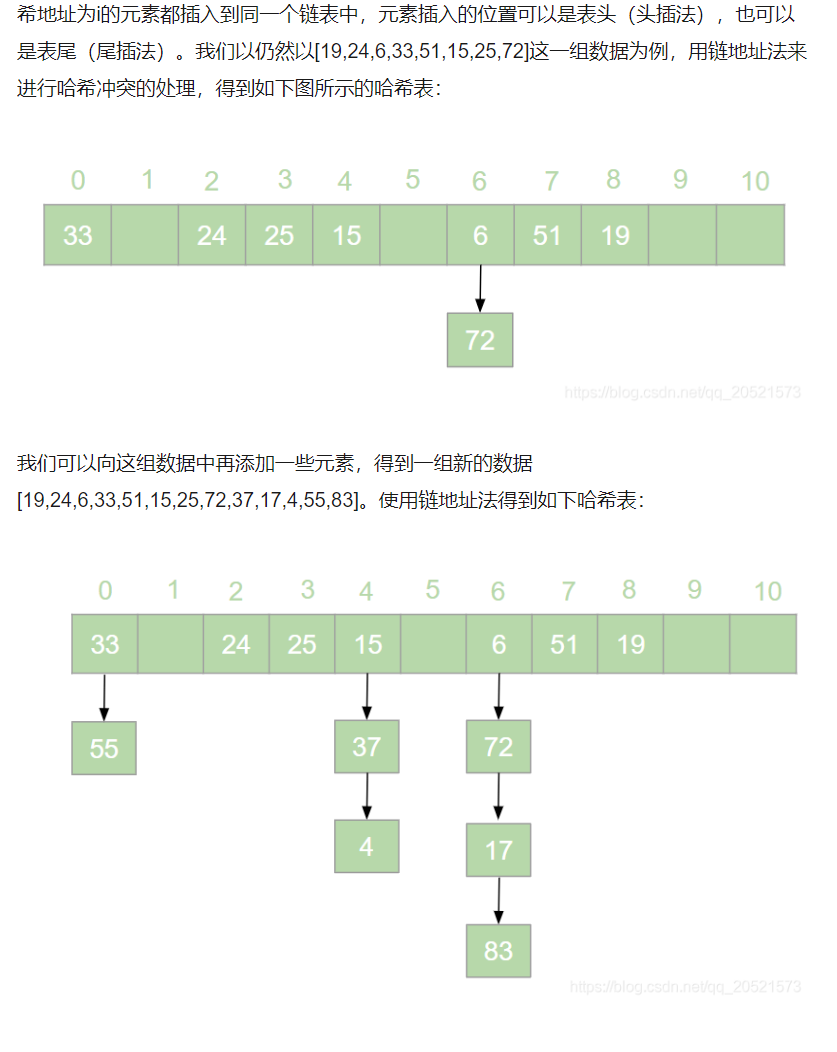 希地址为i的元素都插入到同一个链表中，元素插入的位置可以是表头（头插法），也可以
是表尾（尾插法）。我们以仍然以[19,24,6,33,51,15,25,72]这一组数据为例，用链地址法来
进行哈希冲突的处理，得到如下图所示的哈希表：
0 1 2 3 4 5 6 7 8 9 10
33 24 25 15 6 51 19
72
https://blog.csdn.net/qq_20521573
我们可以向这组数据中再添加一些元素，得到一组新的数据
[19,24,6,33,51,15,25,72,37,17,4,55,83]。使用链地址法得到如下哈希表：
0 1 2 3 4 5 6 7 8 9 10
33 24 25 15 6 51 19
55 37 72
4 17
83
https://blog.csdn.net/qq_20521573